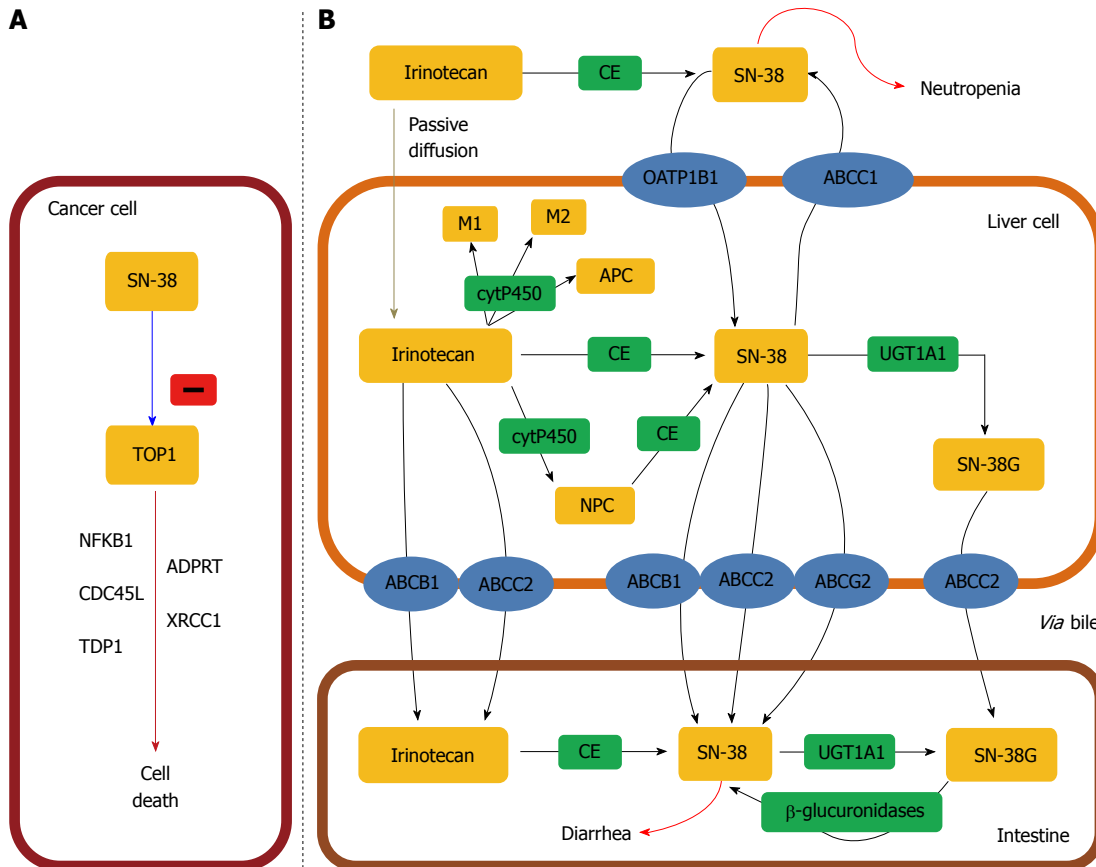 A
Cancer cell
SN-38
TOP1
NFKB1
ADPRT
CDC45L
XRCC1
TDP1
Cell
death
B
Irinotecan
CE
SN-38
Neutropenia
Passive
diffusion
OATP1B1
ABCC1
Liver cell
M1
M2
cytP450
APC
Irinotecan
CE
SN-38
UGT1A1
cytP450
CE
NPC
SN-38G
ABCB1
ABCC2
ABCB1
ABCC2
ABCG2
ABCC2
Via bile
Irinotecan
CE
SN-38
UGT1A1
SN-38G
β-glucuronidases
Diarrhea
Intestine